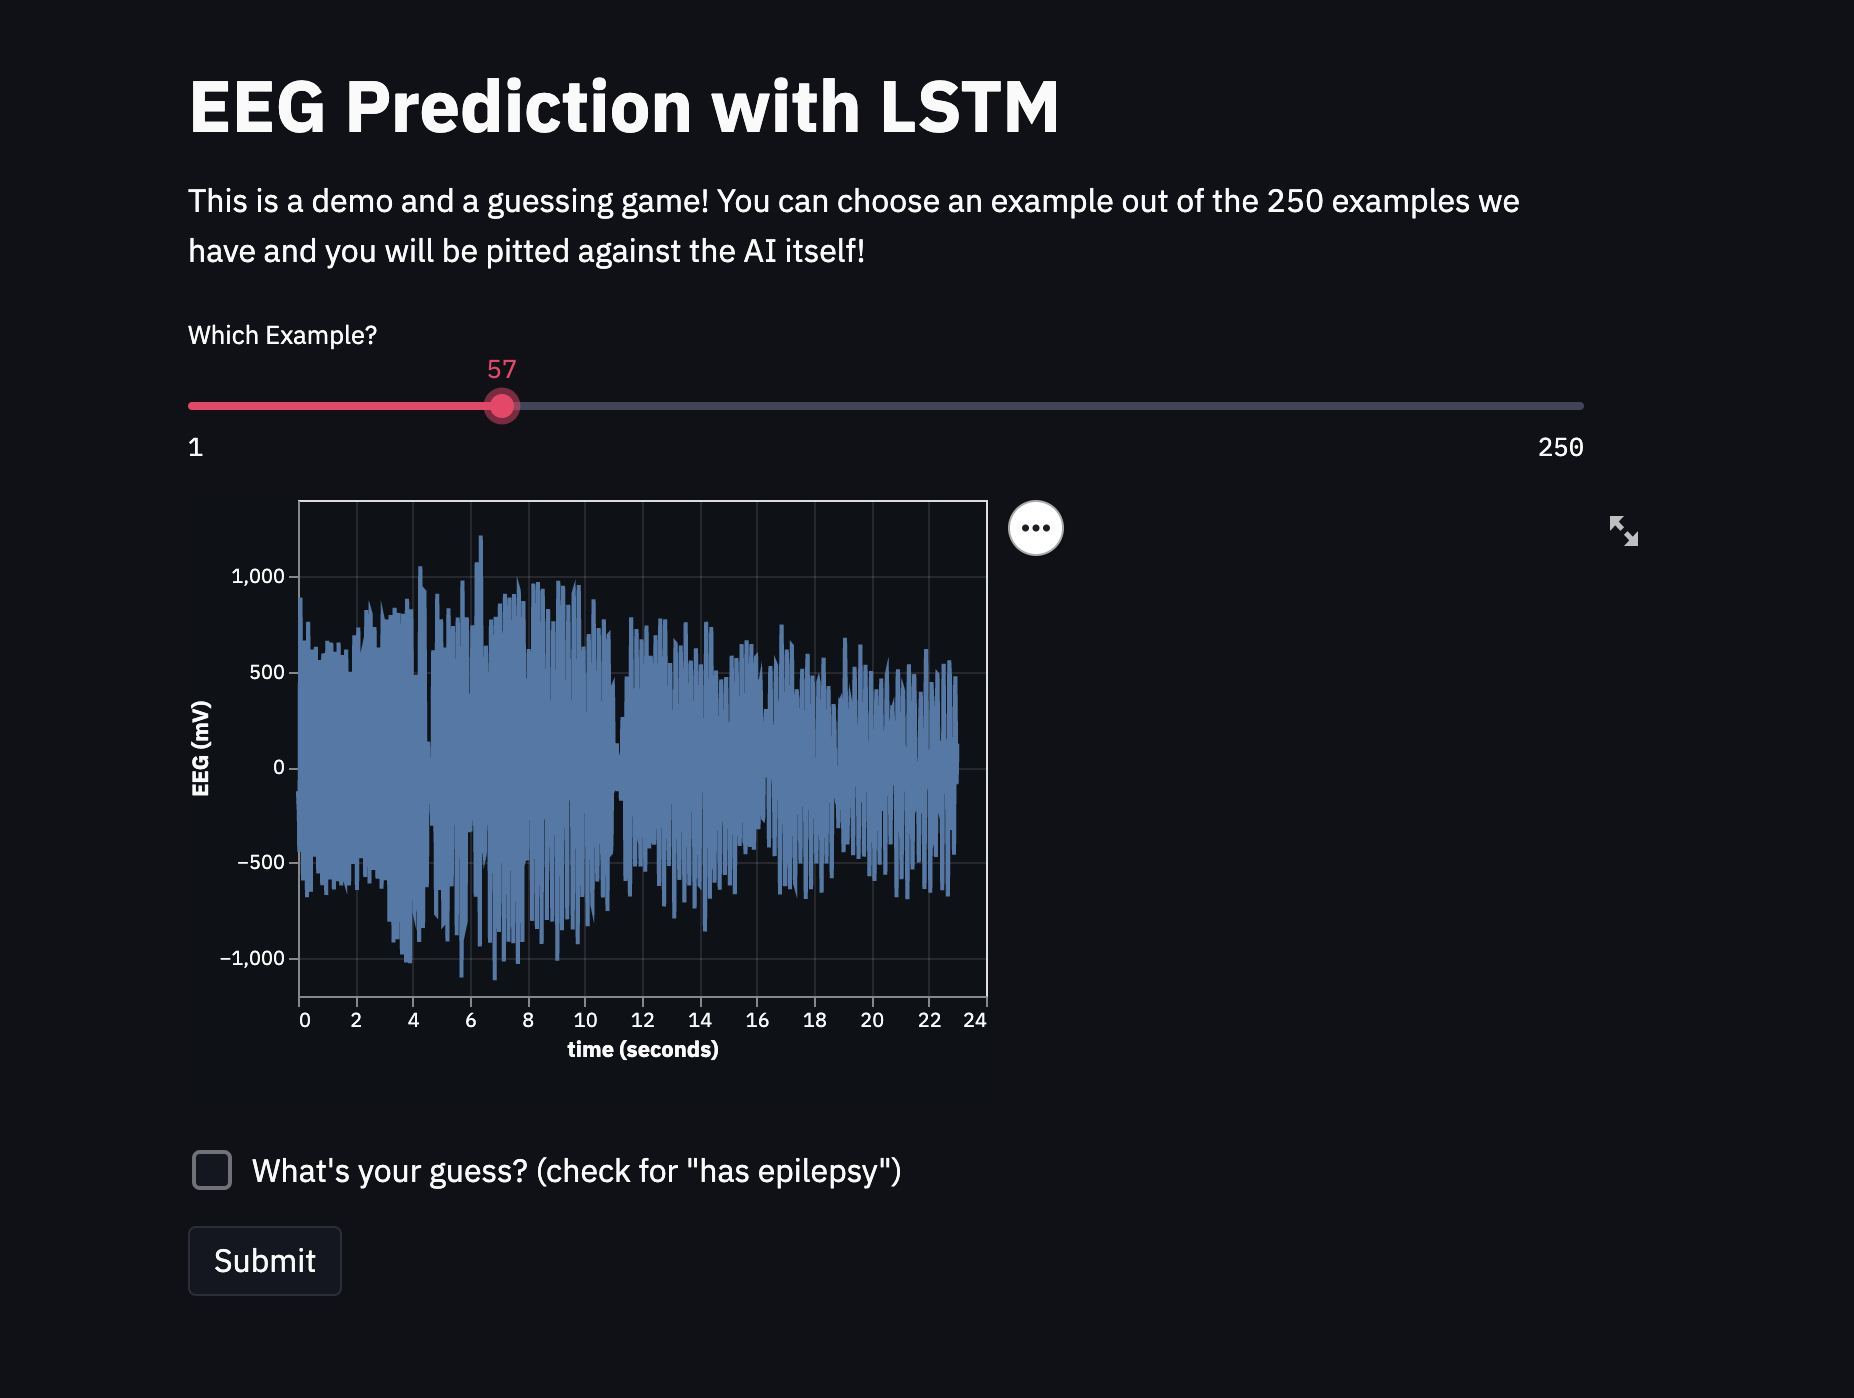 EEG Prediction with LSTM
This is a demo and a guessing game! You can choose an example out of the 250 examples we
have and you will be pitted against the AI itself!
Which Example?
57
1
250
1,000
500
0
−500
−1,000
EEG (mV)
0 2 4 6 8 10 12 14 16 18 20 22 24
time (seconds)
What's your guess? (check for "has epilepsy")
Submit